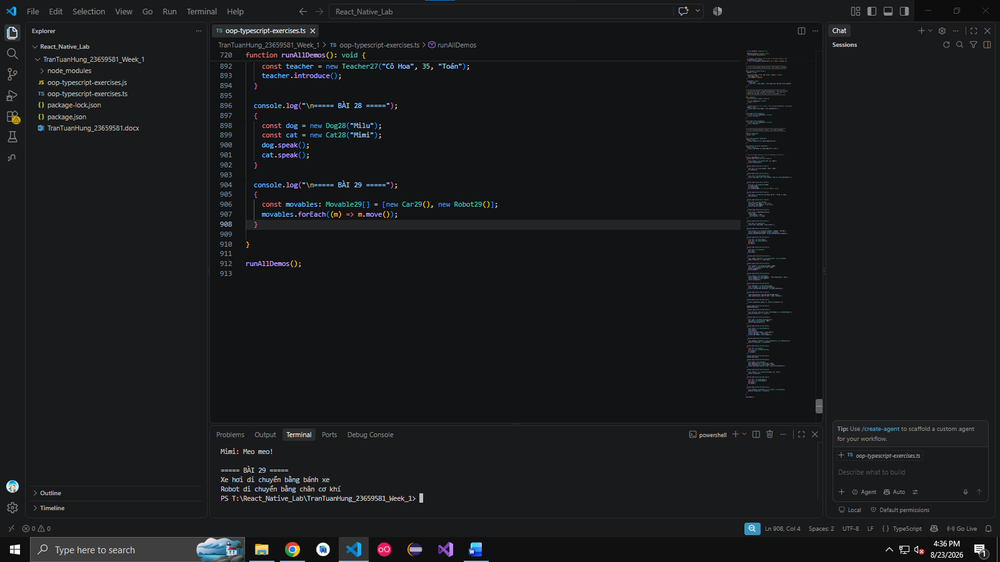 File Edit Selection View Go Run Terminal Help
React_Native_Lab
Explorer
React_Native_Lab
TranTuanHung_23659581_Week_1
node_modules
JS oop-typescript-exercises.js
TS oop-typescript-exercises.ts
{} package-lock.json
{} package.json
TranTuanHung_23659581.docx
Outline
Timeline
TS oop-typescript-exercises.ts
TranTuanHung_23659581_Week_1 > TS oop-typescript-exercises.ts > runAllDemos
720 function runAllDemos(): void {
892 const teacher = new Teacher27("Cô Hoa", 35, "Toán");
893 teacher.introduce();
894 }
895
896 console.log("\n===== BÀI 28 =====");
897 {
898 const dog = new Dog28("Milu");
899 const cat = new Cat28("Mimi");
900 dog.speak();
901 cat.speak();
902 }
903
904 console.log("\n===== BÀI 29 =====");
905 {
906 const movables: Movable29[] = [new Car29(), new Robot29()];
907 movables.forEach((m) => m.move());
908 }
909
910 }
911
912 runAllDemos();
913
Problems Output Terminal Ports Debug Console
powershell
Mimi: Meo meo!
===== BÀI 29 =====
Xe hơi di chuyển bằng bánh xe
Robot di chuyển bằng chân cơ khí
PS T:\React_Native_Lab\TranTuanHung_23659581_Week_1>
Chat
Sessions
Tip: Use /create-agent to scaffold a custom agent
for your workflow.
TS oop-typescript-exercises.ts
Describe what to build
Agent Auto
Local Default permissions
0 0
Ln 908, Col 4 Spaces: 2 UTF-8 LF {} TypeScript Go Live
Type here to search
4:36 PM
8/23/2026
1